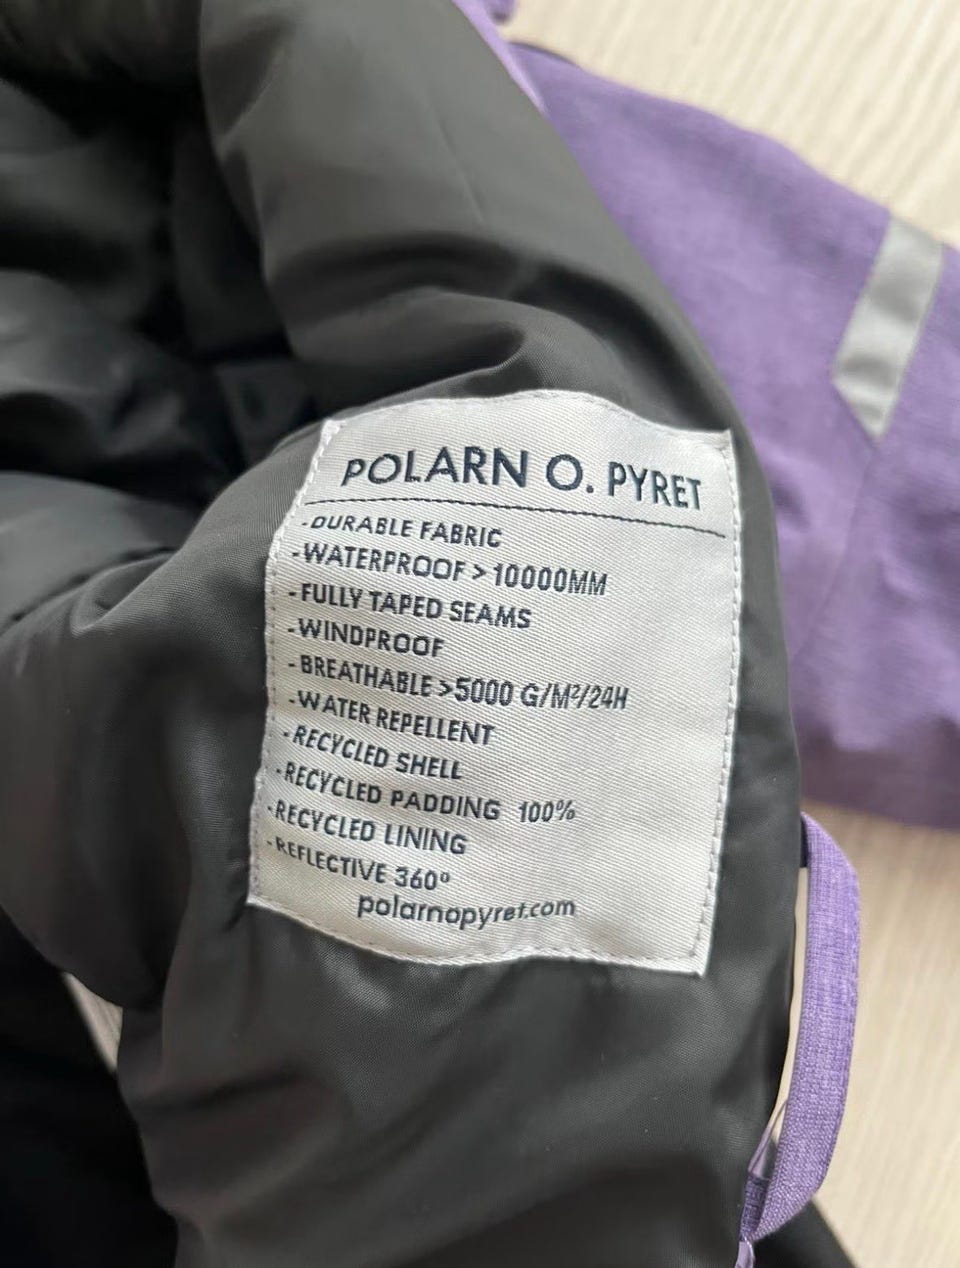 POLARN O. PYRET
-DURABLE FABRIC
-WATERPROOF >10000MM
-FULLY TAPED SEAMS
-WINDPROOF
-BREATHABLE >5000 G/M²/24H
-WATER REPELLENT
-RECYCLED SHELL
-RECYCLED PADDING 100%
-RECYCLED LINING
-REFLECTIVE 360°
polarnopyret.com